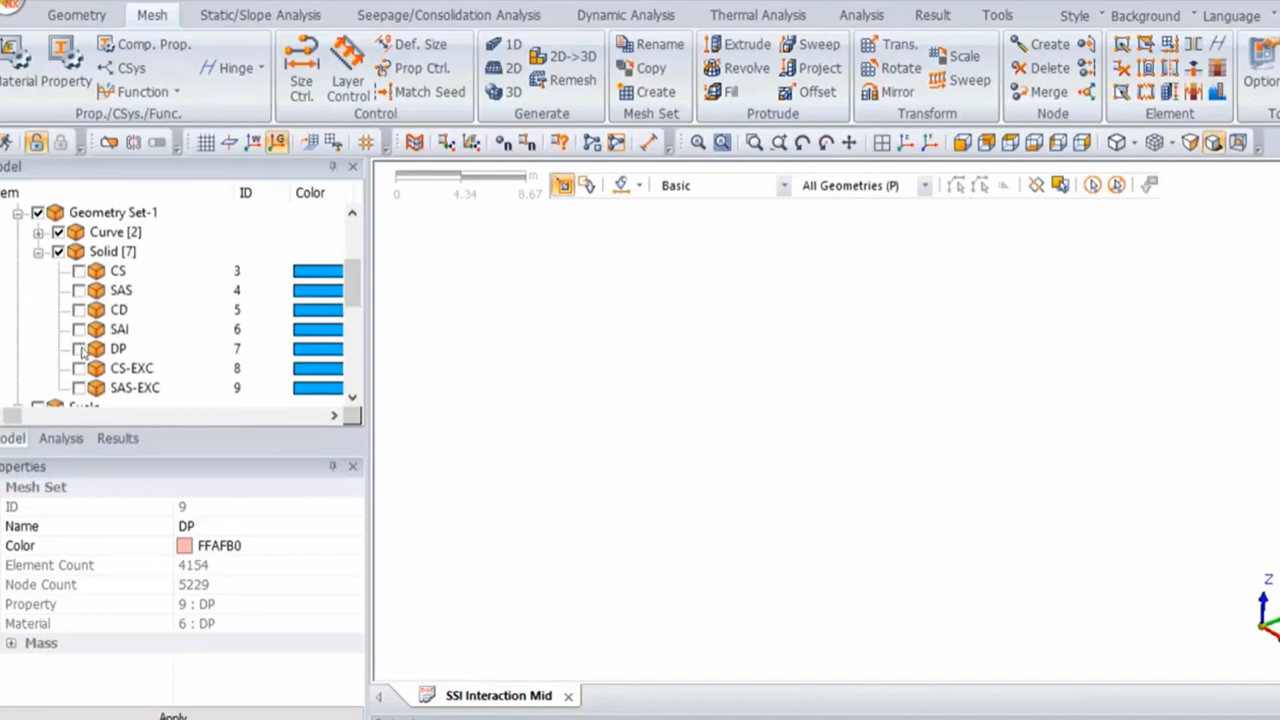 Geometry Mesh Static/Slope Analysis Seepage/Consolidation Analysis Dynamic Analysis Thermal Analysis Analysis Result Tools Style Background Language
Comp. Prop. Def. Size 1D 2D->3D Rename Extrude Sweep Trans. Scale Create
CSys Hinge Prop Ctrl. 2D Remesh Copy Revolve Project Rotate Sweep Delete
Material Property Function Size Ctrl. Layer Control Match Seed 3D Create Fill Offset Mirror Merge
Prop./CSys./Func. Control Generate Mesh Set Protrude Transform Node Element
ID Color
0 4.34 8.67 m Basic All Geometries (P)
Geometry Set-1
Curve [2]
Solid [7]
CS 3
SAS 4
CD 5
SAI 6
DP 7
CS-EXC 8
SAS-EXC 9
Analysis Results
Mesh Set
ID 9
Name DP
Color FFAFB0
Element Count 4154
Node Count 5229
Property 9 : DP
Material 6 : DP
Mass
Apply
Z
SSI Interaction Mid